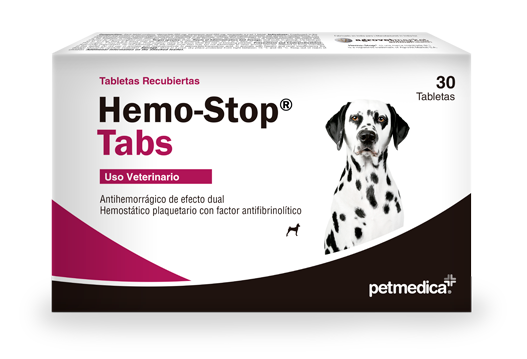 Tabletas Recubiertas
Hemo-Stop®
Tabs
Uso Veterinario
Antihemorrágico de efecto dual
Hemostático plaquetario con factor antifibrinolítico
30
Tabletas
petmedica®